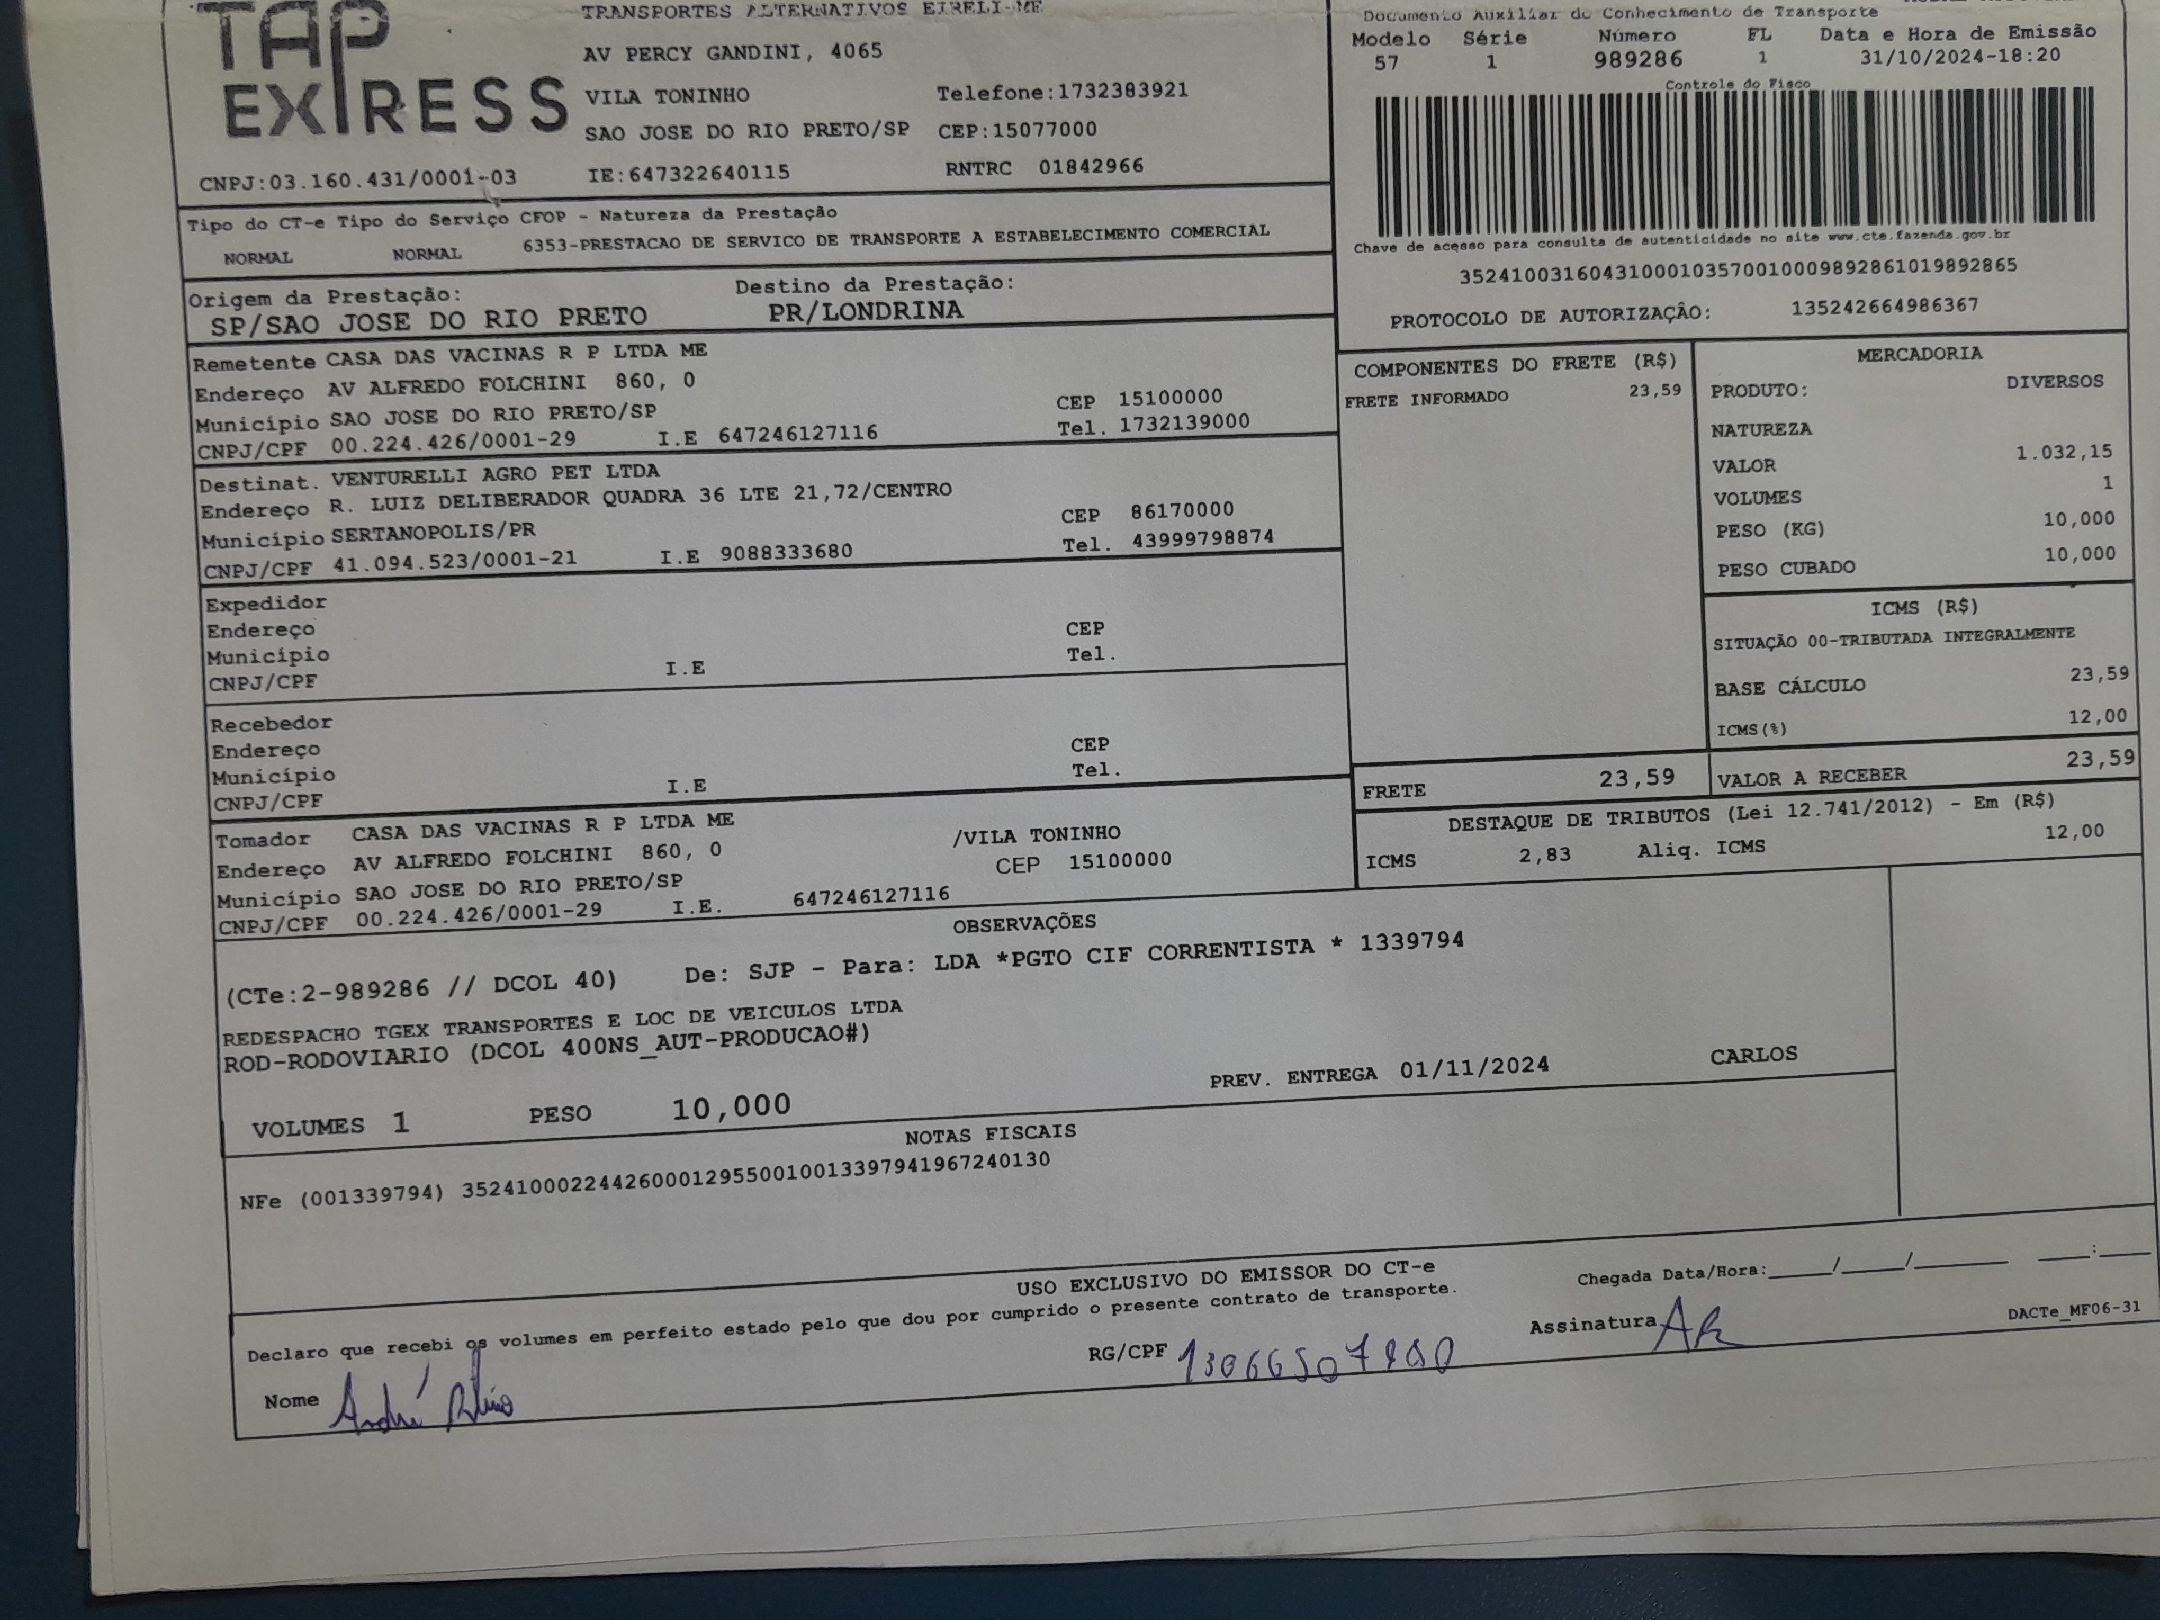 TAP EXPRESS
TRANSPORTES ALTERNATIVOS EIRELI-ME
AV PERCY GANDINI, 4065
VILA TONINHO Telefone:1732383921
SAO JOSE DO RIO PRETO/SP CEP:15077000
CNPJ:03.160.431/0001-03 IE:647322640115 RNTRC 01842966
Documento Auxiliar do Conhecimento de Transporte
Modelo Série Número FL Data e Hora de Emissão
57 1 989286 1 31/10/2024-18:20
Controle do Fisco
Chave de acesso para consulta de autenticidade no site www.cte.fazenda.gov.br
35241003160431000103570010009892861019892865
PROTOCOLO DE AUTORIZAÇÃO: 135242664986367
Tipo do CT-e Tipo do Serviço CFOP - Natureza da Prestação
NORMAL NORMAL 6353-PRESTACAO DE SERVICO DE TRANSPORTE A ESTABELECIMENTO COMERCIAL
Origem da Prestação: Destino da Prestação:
SP/SAO JOSE DO RIO PRETO PR/LONDRINA
Remetente CASA DAS VACINAS R P LTDA ME
Endereço AV ALFREDO FOLCHINI 860, 0
Município SAO JOSE DO RIO PRETO/SP CEP 15100000
CNPJ/CPF 00.224.426/0001-29 I.E 647246127116 Tel. 1732139000
Destinat. VENTURELLI AGRO PET LTDA
Endereço R. LUIZ DELIBERADOR QUADRA 36 LTE 21,72/CENTRO
Município SERTANOPOLIS/PR CEP 86170000
CNPJ/CPF 41.094.523/0001-21 I.E 9088333680 Tel. 43999798874
Expedidor
Endereço CEP
Município Tel.
CNPJ/CPF I.E
Recebedor
Endereço CEP
Município Tel.
CNPJ/CPF I.E
Tomador CASA DAS VACINAS R P LTDA ME
Endereço AV ALFREDO FOLCHINI 860, 0 /VILA TONINHO
Município SAO JOSE DO RIO PRETO/SP CEP 15100000
CNPJ/CPF 00.224.426/0001-29 I.E. 647246127116
COMPONENTES DO FRETE (R$)
FRETE INFORMADO 23,59
MERCADORIA
PRODUTO: DIVERSOS
NATUREZA
VALOR 1.032,15
VOLUMES 1
PESO (KG) 10,000
PESO CUBADO 10,000
ICMS (R$)
SITUAÇÃO 00-TRIBUTADA INTEGRALMENTE
BASE CÁLCULO 23,59
ICMS(%) 12,00
FRETE 23,59 VALOR A RECEBER 23,59
DESTAQUE DE TRIBUTOS (Lei 12.741/2012) - Em (R$)
ICMS 2,83 Aliq. ICMS 12,00
OBSERVAÇÕES
(CTe:2-989286 // DCOL 40) De: SJP - Para: LDA *PGTO CIF CORRENTISTA * 1339794
REDESPACHO TGEX TRANSPORTES E LOC DE VEICULOS LTDA
ROD-RODOVIARIO (DCOL 400NS_AUT-PRODUCAO#)
PREV. ENTREGA 01/11/2024 CARLOS
VOLUMES 1 PESO 10,000
NOTAS FISCAIS
NFe (001339794) 35241000224426000129550010013397941967240130
USO EXCLUSIVO DO EMISSOR DO CT-e
Declaro que recebi os volumes em perfeito estado pelo que dou por cumprido o presente contrato de transporte.
Chegada Data/Hora:____/____/______ ___:___
Nome André RG/CPF Assinatura
DACTe_MF06-31